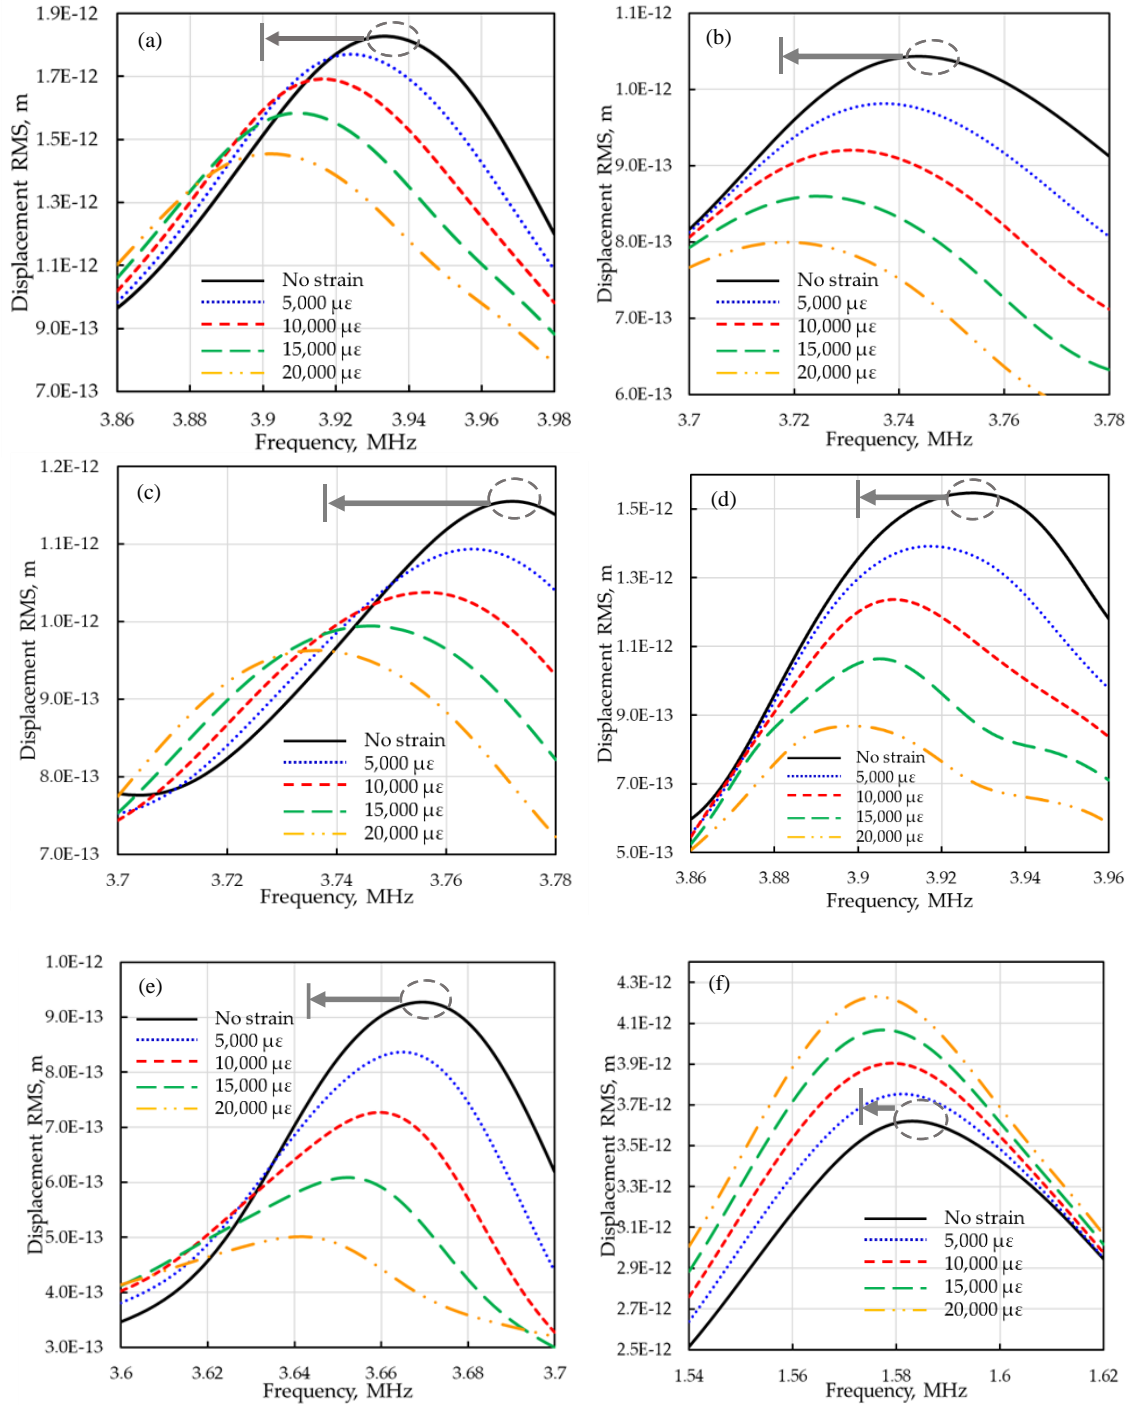 (a)
Displacement RMS, m
1.9E-12
1.7E-12
1.5E-12
1.3E-12
1.1E-12
9.0E-13
7.0E-13
No strain
5,000 με
10,000 με
15,000 με
20,000 με
3.86 3.88 3.9 3.92 3.94 3.96 3.98
Frequency, MHz
(b)
Displacement RMS, m
1.1E-12
1.0E-12
9.0E-13
8.0E-13
7.0E-13
6.0E-13
No strain
5,000 με
10,000 με
15,000 με
20,000 με
3.7 3.72 3.74 3.76 3.78
Frequency, MHz
(c)
Displacement RMS, m
1.2E-12
1.1E-12
1.0E-12
9.0E-13
8.0E-13
7.0E-13
No strain
5,000 με
10,000 με
15,000 με
20,000 με
3.7 3.72 3.74 3.76 3.78
Frequency, MHz
(d)
Displacement RMS, m
1.5E-12
1.3E-12
1.1E-12
9.0E-13
7.0E-13
5.0E-13
No strain
5,000 με
10,000 με
15,000 με
20,000 με
3.86 3.88 3.9 3.92 3.94 3.96
Frequency, MHz
(e)
Displacement RMS, m
1.0E-12
9.0E-13
8.0E-13
7.0E-13
6.0E-13
5.0E-13
4.0E-13
3.0E-13
No strain
5,000 με
10,000 με
15,000 με
20,000 με
3.6 3.62 3.64 3.66 3.68 3.7
Frequency, MHz
(f)
Displacement RMS, m
4.3E-12
4.1E-12
3.9E-12
3.7E-12
3.5E-12
3.3E-12
3.1E-12
2.9E-12
2.7E-12
2.5E-12
No strain
5,000 με
10,000 με
15,000 με
20,000 με
1.54 1.56 1.58 1.6 1.62
Frequency, MHz